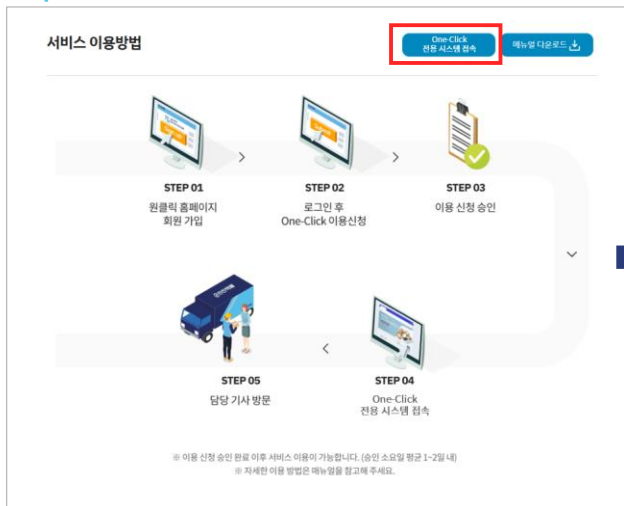 서비스 이용방법
One-Click
전용 시스템 접속
메뉴얼 다운로드
STEP 01
원클릭 홈페이지
회원 가입
STEP 02
로그인 후
One-Click 이용신청
STEP 03
이용 신청 승인
STEP 04
One-Click
전용 시스템 접속
STEP 05
담당 기사 방문
※ 이용 신청 승인 완료 이후 서비스 이용이 가능합니다. (승인 소요일 평균 1~2일 내)
※ 자세한 이용 방법은 매뉴얼을 참고해 주세요.